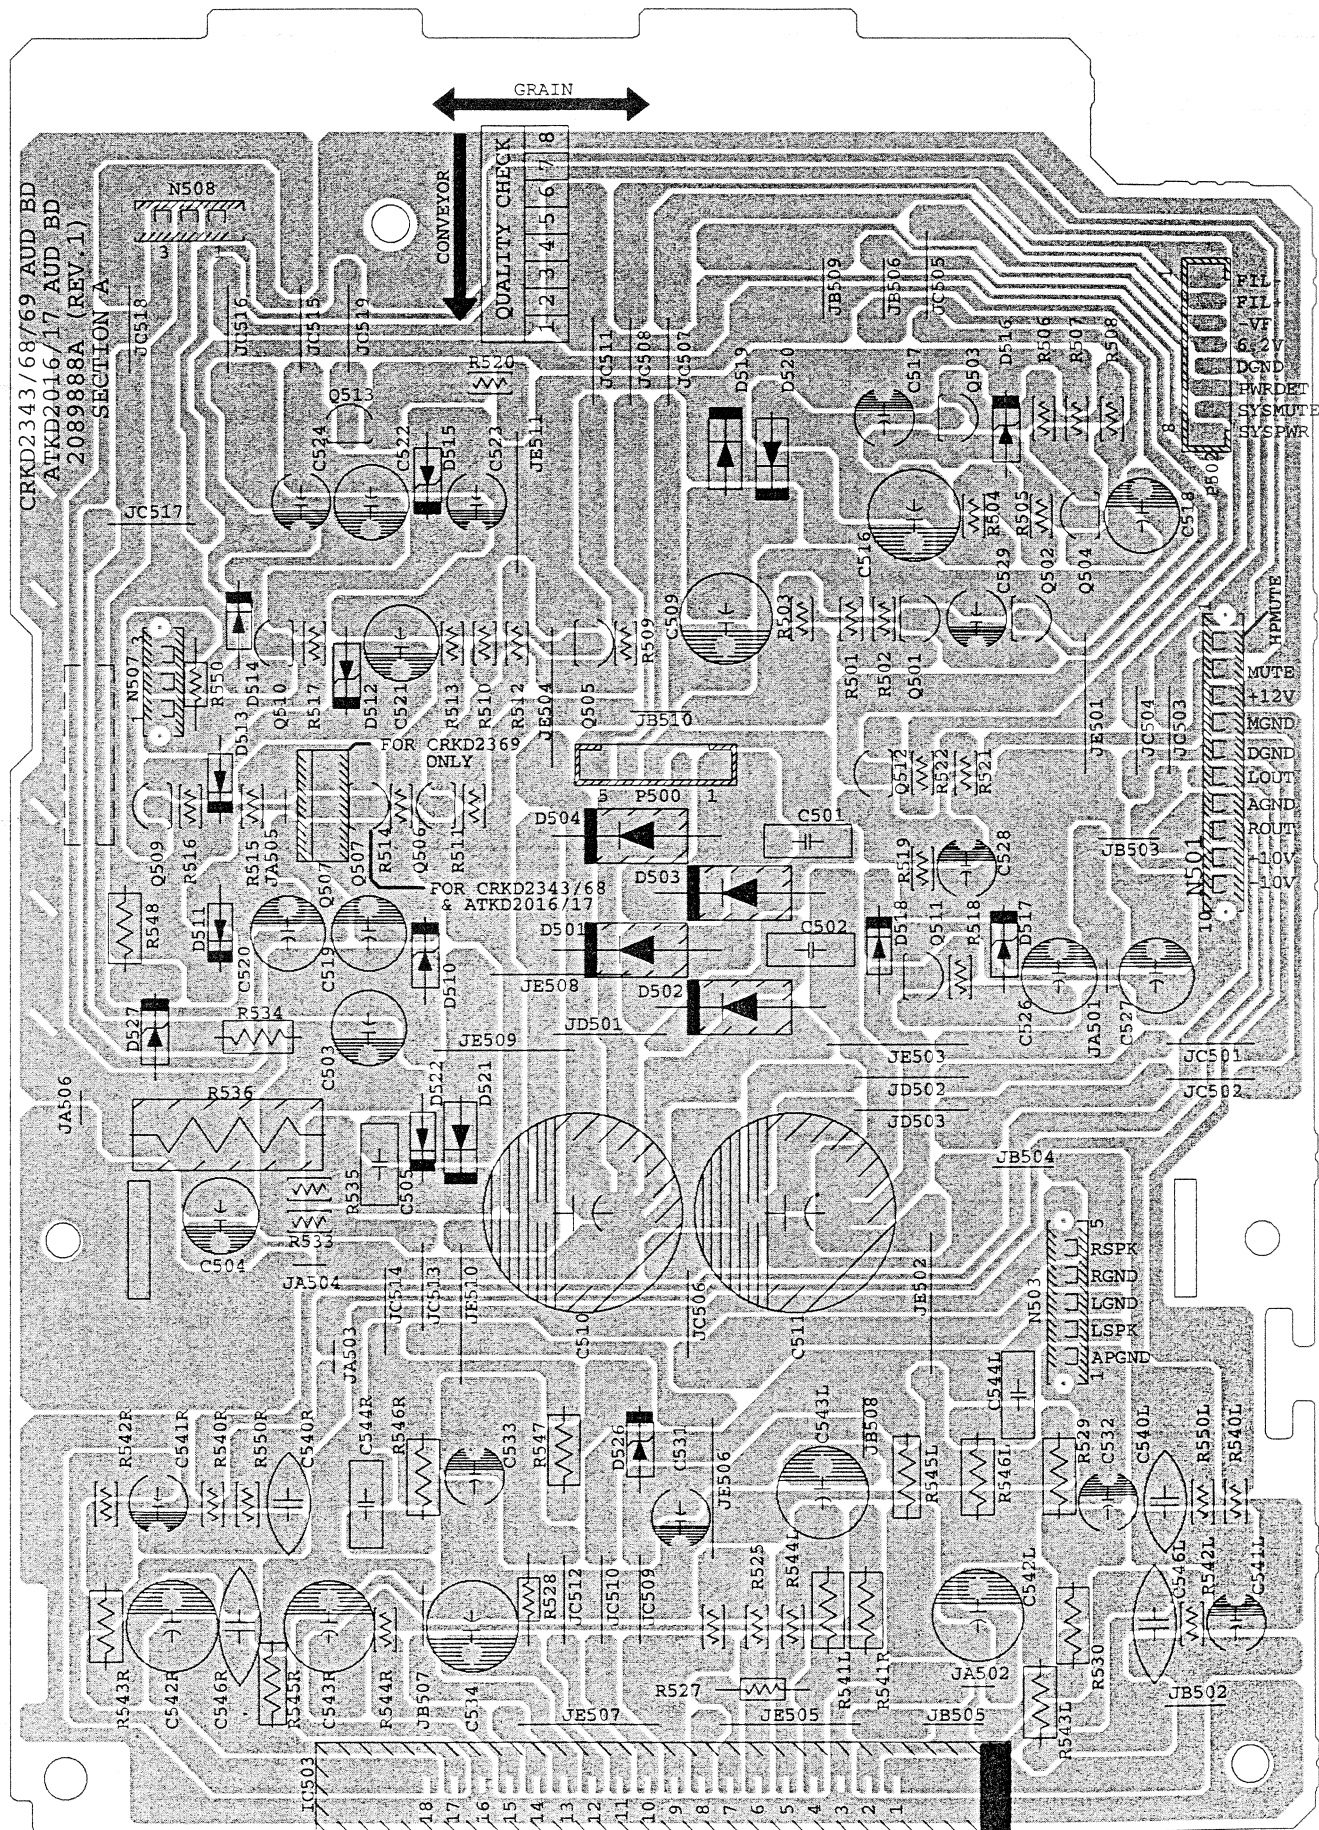 GRAIN
CONVEYOR
QUALITY CHECK
1 2 3 4 5 6 7 8
CRKD2343/68/69 AUD BD
ATKD2016/17 AUD BD
2089888A (REV.1)
SECTION A
N508
3
1
JC518
JC516
JC515
JC519
R520
JC511
JC508
JC507
JB509
JB506
JC505
1
FIL-
FIL+
-VF
6.2V
DGND
PWRDET
SYSMUTE
SYSPWR
8
P502
Q513
C524
C522
D515
C523
JE511
D519
D520
C517
Q503
D516
R506
R507
R508
JC517
C516
R504
R505
Q502
Q504
C518
C529
C509
R503
R501
R502
Q501
N507
3
1
R550
D514
Q510
R517
D512
C521
R513
R510
R512
JE504
Q505
R509
JB510
JE501
JC504
JC503
1
HPMUTE
MUTE
+12V
MGND
DGND
LOUT
AGND
ROUT
+10V
-10V
10
N501
D513
FOR CRKD2369
ONLY
5 P500 1
Q512
R522
R521
D504
C501
JB503
Q509
R516
R515
JA505
Q507
Q507
R514
Q506
R511
FOR CRKD2343/68
& ATKD2016/17
D503
R519
C528
R548
D511
C520
C519
D510
D501
C502
D518
Q511
R518
D517
JE508
D502
C526
JA501
C527
D527
R534
C503
JE509
JD501
JE503
JC501
JD502
JC502
JD503
JA506
R536
D522
D521
JB504
R535
C505
C504
R533
JA504
JC514
JC513
JE510
C510
JC506
C511
JE502
N503
5
RSPK
RGND
LGND
LSPK
APGND
1
JA503
C544L
R542R
C541R
R540R
R550R
C540R
C544R
R546R
C533
R547
D526
C531
JE506
C543L
JB508
R545L
R546L
R529
C532
C540L
R550L
R540L
R543R
C542R
C546R
R545R
C543R
R544R
JB507
C534
R528
JC512
JC510
JC509
R525
R544L
R541L
R541R
C542L
R530
C546L
R542L
C541L
R527
JA502
R543L
JB502
JE507
JE505
JB505
IC503
18 17 16 15 14 13 12 11 10 9 8 7 6 5 4 3 2 1